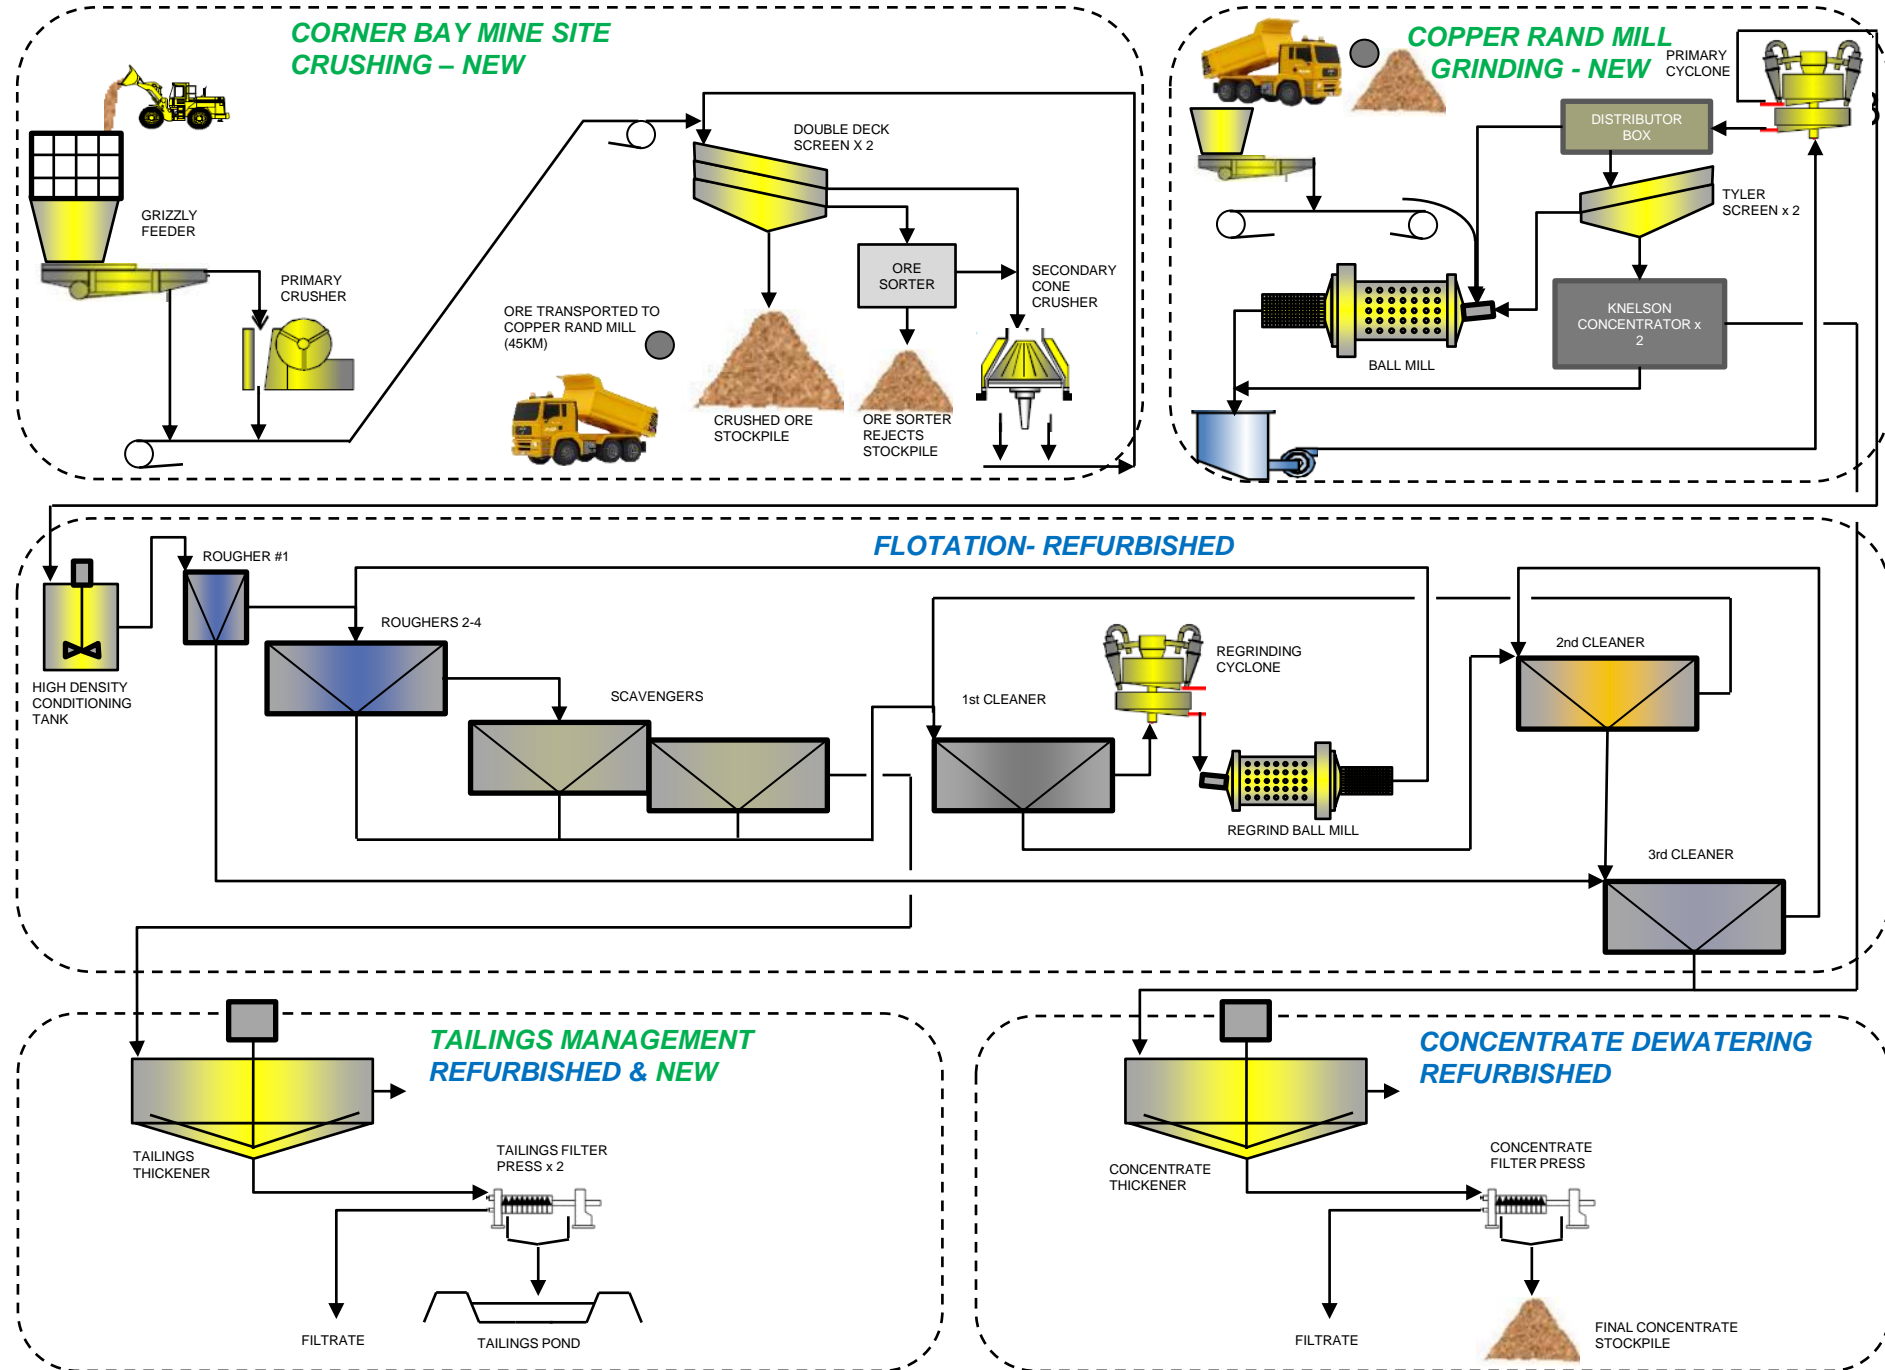 CORNER BAY MINE SITE
CRUSHING – NEW
GRIZZLY
FEEDER
PRIMARY
CRUSHER
DOUBLE DECK
SCREEN X 2
ORE
SORTER
SECONDARY
CONE
CRUSHER
ORE TRANSPORTED TO
COPPER RAND MILL
(45KM)
CRUSHED ORE
STOCKPILE
ORE SORTER
REJECTS
STOCKPILE
COPPER RAND MILL
GRINDING - NEW
PRIMARY
CYCLONE
DISTRIBUTOR
BOX
TYLER
SCREEN x 2
KNELSON
CONCENTRATOR x
2
BALL MILL
FLOTATION- REFURBISHED
ROUGHER #1
ROUGHERS 2-4
HIGH DENSITY
CONDITIONING
TANK
SCAVENGERS
1st CLEANER
REGRINDING
CYCLONE
REGRIND BALL MILL
2nd CLEANER
3rd CLEANER
TAILINGS MANAGEMENT
REFURBISHED & NEW
TAILINGS
THICKENER
TAILINGS FILTER
PRESS x 2
FILTRATE
TAILINGS POND
CONCENTRATE DEWATERING
REFURBISHED
CONCENTRATE
THICKENER
CONCENTRATE
FILTER PRESS
FILTRATE
FINAL CONCENTRATE
STOCKPILE